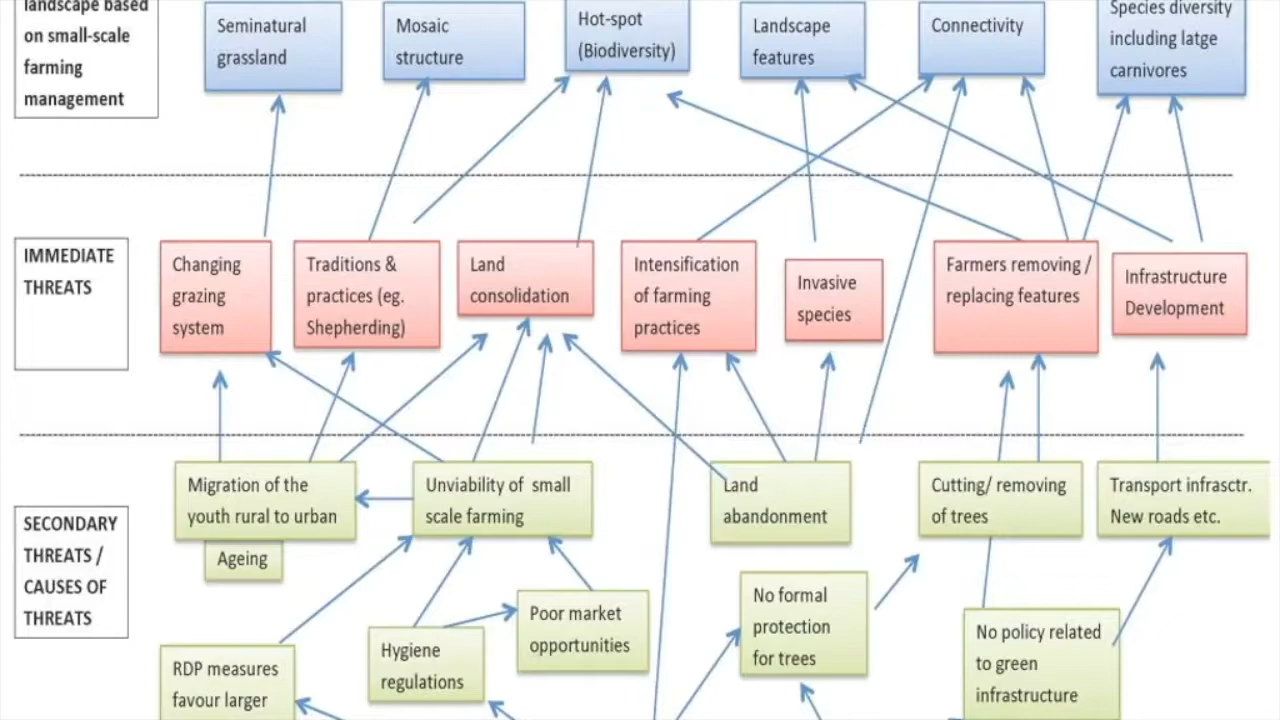 landscape based
on small-scale
farming
management
Seminatural
grassland
Mosaic
structure
Hot-spot
(Biodiversity)
Landscape
features
Connectivity
Species diversity
including latge
carnivores
IMMEDIATE
THREATS
Changing
grazing
system
Traditions &
practices (eg.
Shepherding)
Land
consolidation
Intensification
of farming
practices
Invasive
species
Farmers removing /
replacing features
Infrastructure
Development
SECONDARY
THREATS /
CAUSES OF
THREATS
Migration of the
youth rural to urban
Ageing
Unviability of small
scale farming
Land
abandonment
Cutting/ removing
of trees
Transport infrasctr.
New roads etc.
RDP measures
favour larger
Hygiene
regulations
Poor market
opportunities
No formal
protection
for trees
No policy related
to green
infrastructure